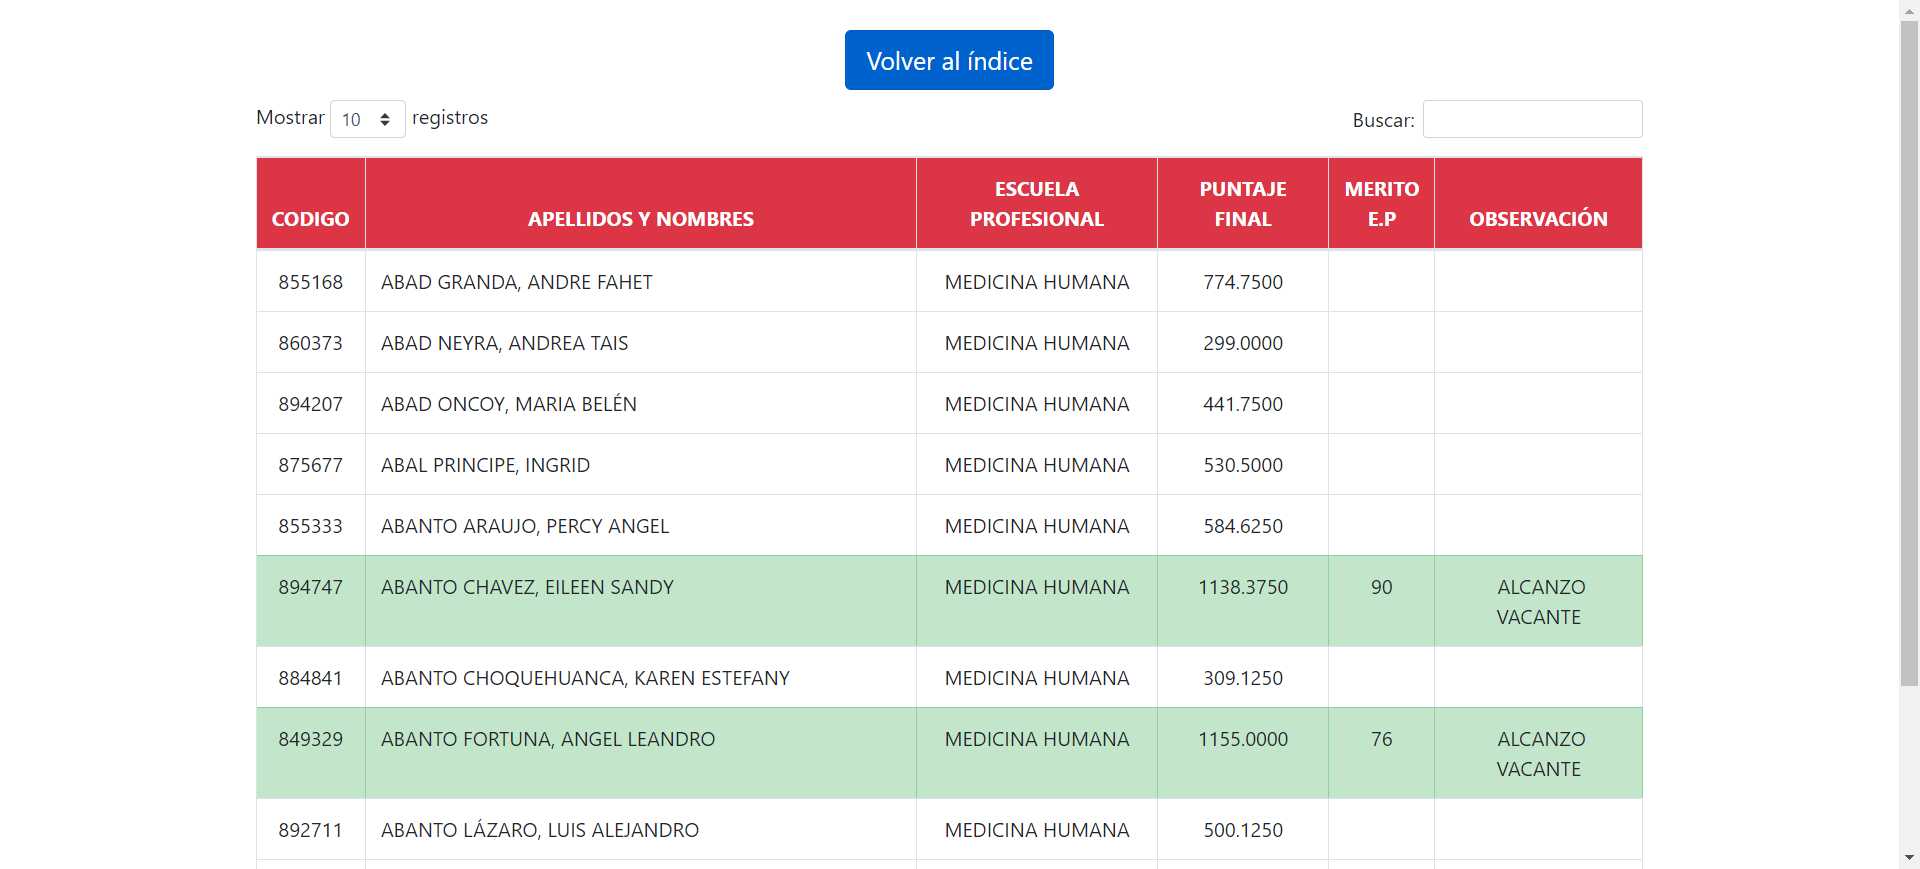 Volver al índice
Mostrar 10 registros
Buscar:
CODIGO APELLIDOS Y NOMBRES ESCUELA PROFESIONAL PUNTAJE FINAL MERITO E.P OBSERVACIÓN
855168 ABAD GRANDA, ANDRE FAHET MEDICINA HUMANA 774.7500
860373 ABAD NEYRA, ANDREA TAIS MEDICINA HUMANA 299.0000
894207 ABAD ONCOY, MARIA BELÉN MEDICINA HUMANA 441.7500
875677 ABAL PRINCIPE, INGRID MEDICINA HUMANA 530.5000
855333 ABANTO ARAUJO, PERCY ANGEL MEDICINA HUMANA 584.6250
894747 ABANTO CHAVEZ, EILEEN SANDY MEDICINA HUMANA 1138.3750 90 ALCANZO VACANTE
884841 ABANTO CHOQUEHUANCA, KAREN ESTEFANY MEDICINA HUMANA 309.1250
849329 ABANTO FORTUNA, ANGEL LEANDRO MEDICINA HUMANA 1155.0000 76 ALCANZO VACANTE
892711 ABANTO LÁZARO, LUIS ALEJANDRO MEDICINA HUMANA 500.1250